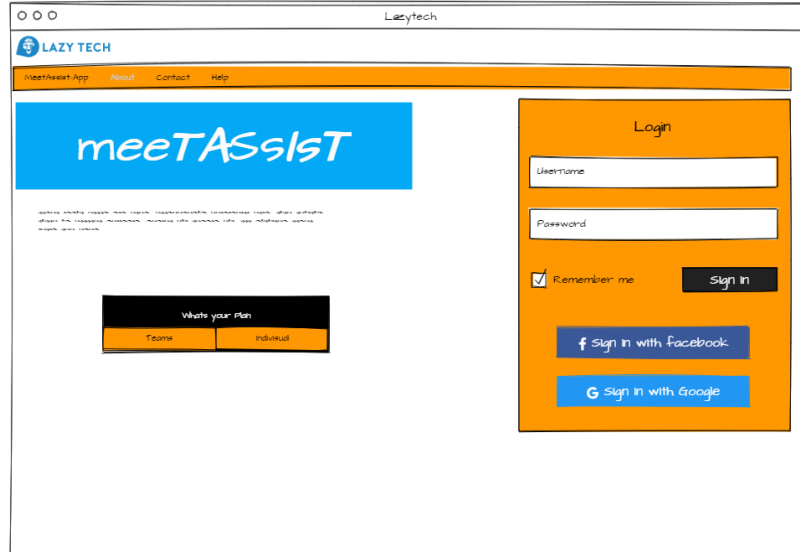 Lazytech
LAZY TECH
MeetAssist-App About Contact Help
meeTASsIsT
Login
Username
Password
Remember me
Sign in
Whats your Plan
Teams
Indivisual
Sign in with facebook
G Sign in with Google